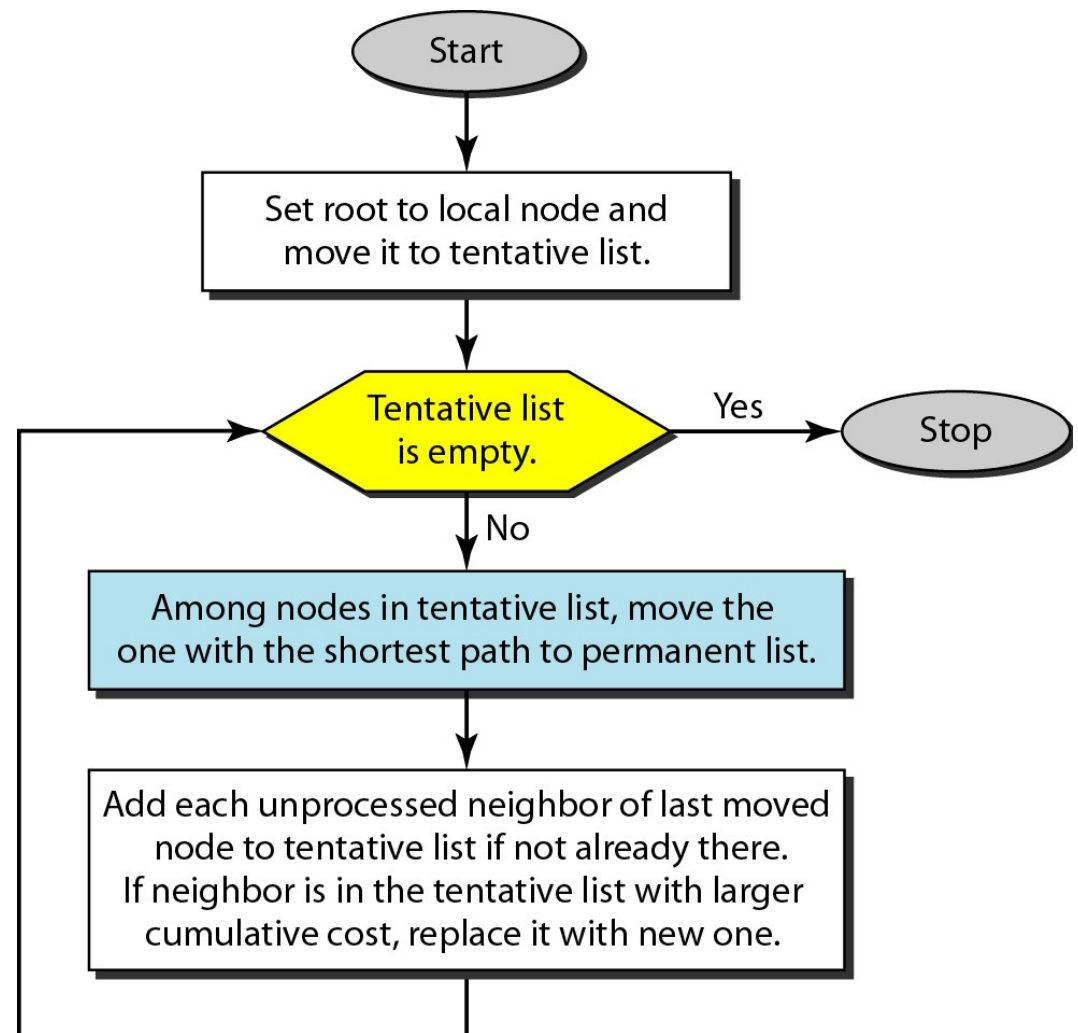 Start
Set root to local node and
move it to tentative list.
Tentative list
is empty.
Yes
Stop
No
Among nodes in tentative list, move the
one with the shortest path to permanent list.
Add each unprocessed neighbor of last moved
node to tentative list if not already there.
If neighbor is in the tentative list with larger
cumulative cost, replace it with new one.